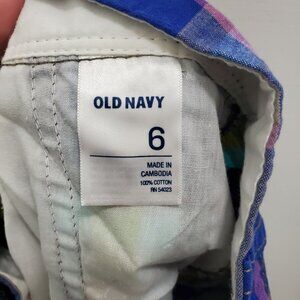 OLD NAVY
6
MADE IN
CAMBODIA
100% COTTON
RN 54023